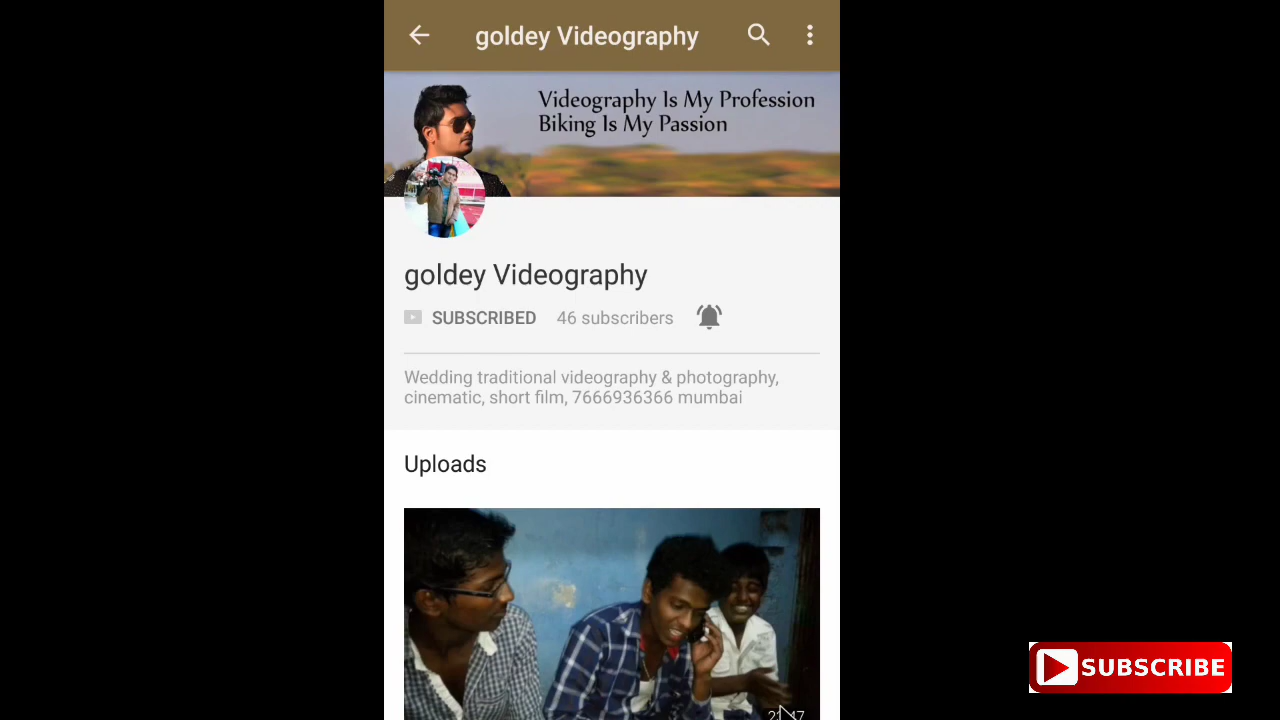 goldey Videography
Videography Is My Profession
Biking Is My Passion
goldey Videography
SUBSCRIBED 46 subscribers
Wedding traditional videography & photography,
cinematic, short film, 7666936366 mumbai
Uploads
SUBSCRIBE